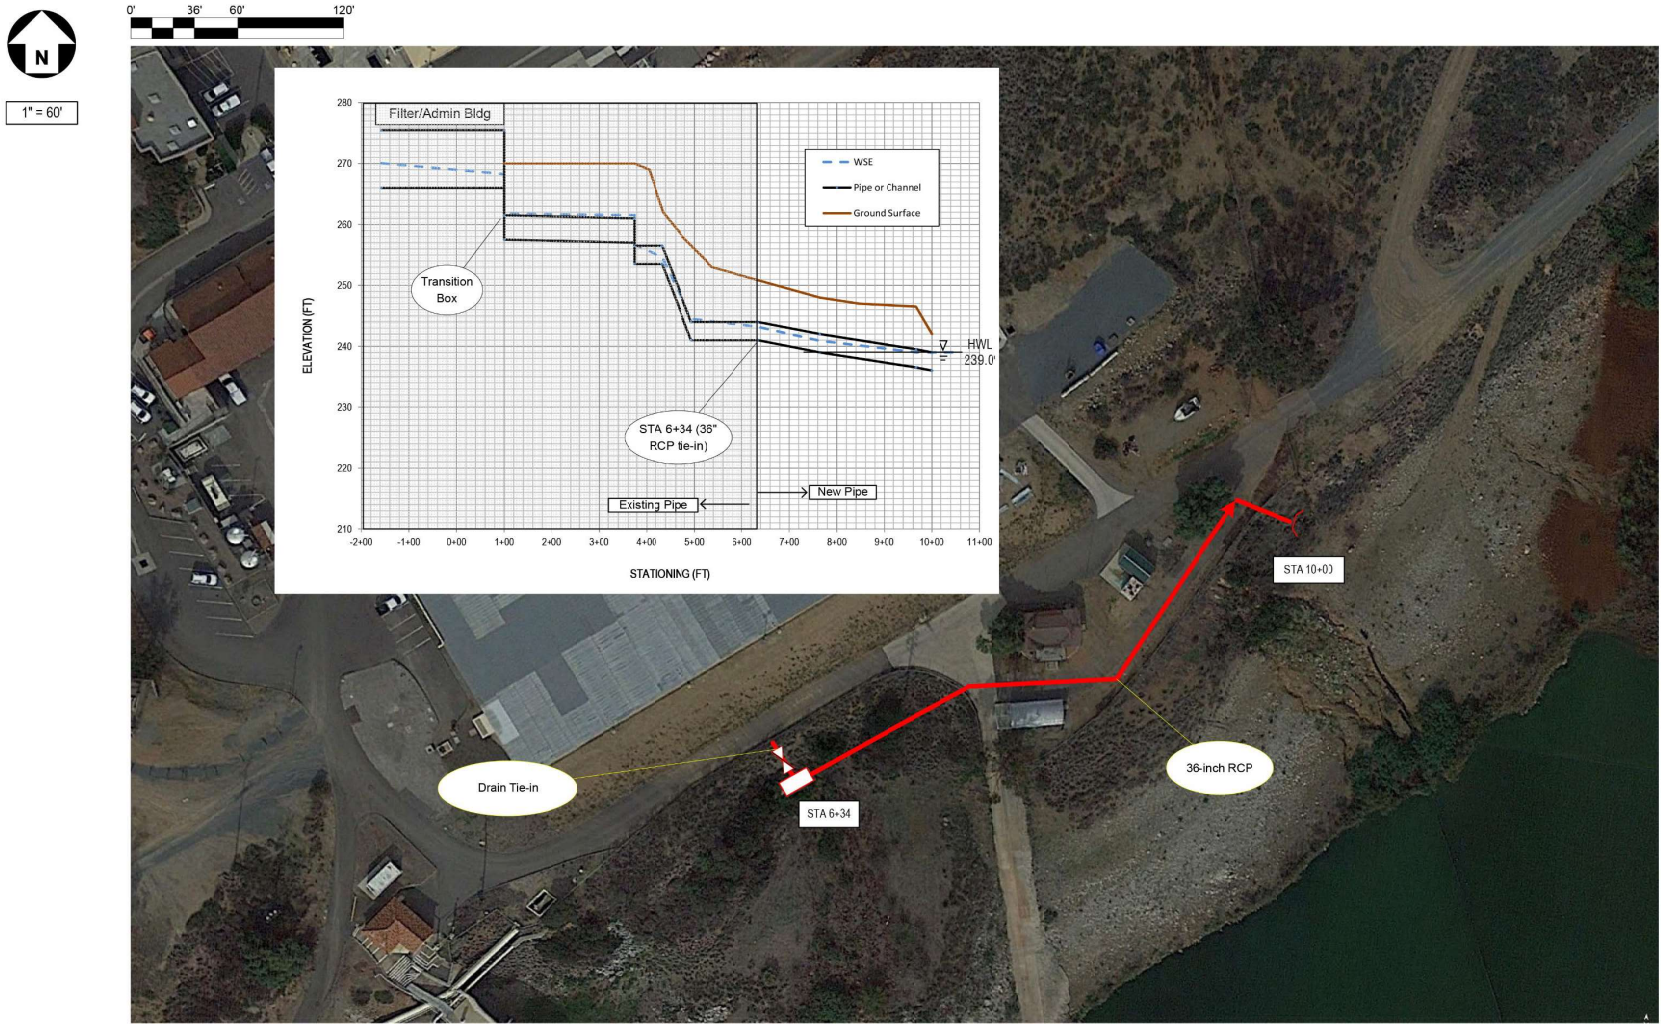 0' 36' 60' 120'
N
1" = 60'
Filter/Admin Bldg
WSE
Pipe or Channel
Ground Surface
Transition
Box
HWL
239.0'
STA 6+34 (36"
RCP tie-in)
New Pipe
Existing Pipe
ELEVATION (FT)
280
270
260
250
240
230
220
210
-2+00 -1+00 0+00 1+00 2+00 3+00 4+00 5+00 6+00 7+00 8+00 9+00 10+00 11+00
STATIONING (FT)
STA 10+00
36-inch RCP
Drain Tie-in
STA 6+34